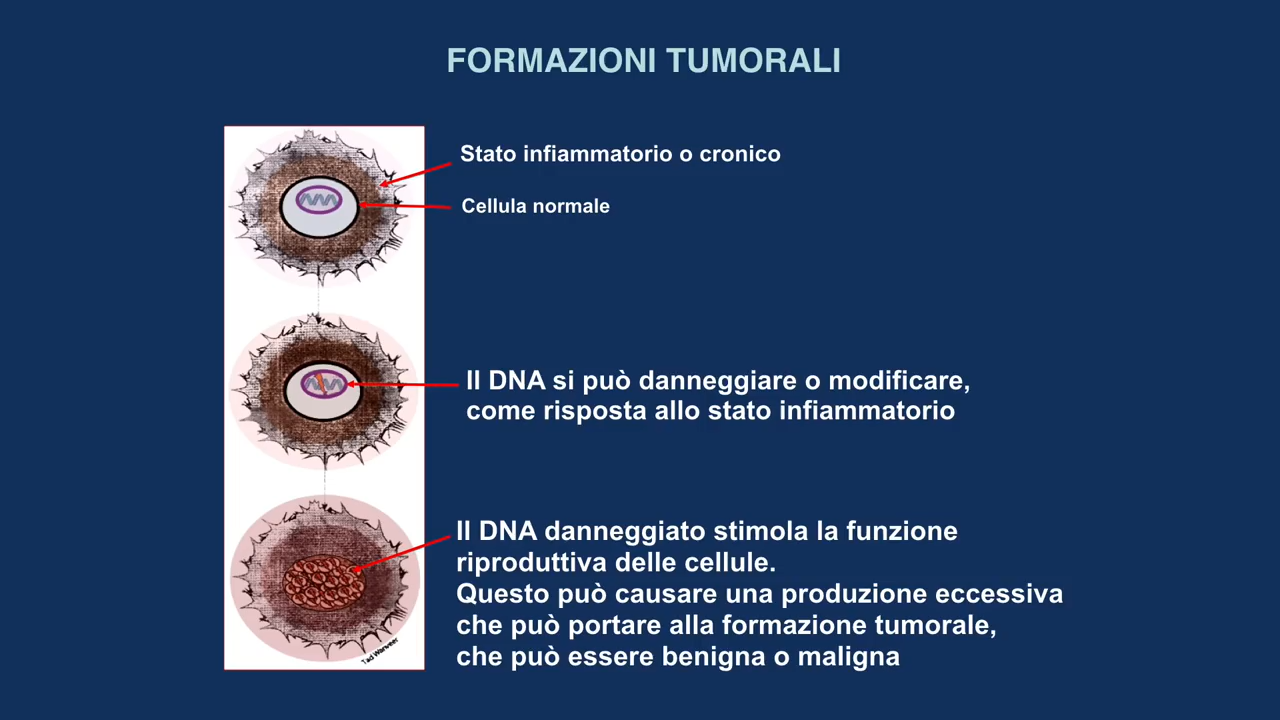 FORMAZIONI TUMORALI
Stato infiammatorio o cronico
Cellula normale
Il DNA si può danneggiare o modificare,
come risposta allo stato infiammatorio
Il DNA danneggiato stimola la funzione
riproduttiva delle cellule.
Questo può causare una produzione eccessiva
che può portare alla formazione tumorale,
che può essere benigna o maligna